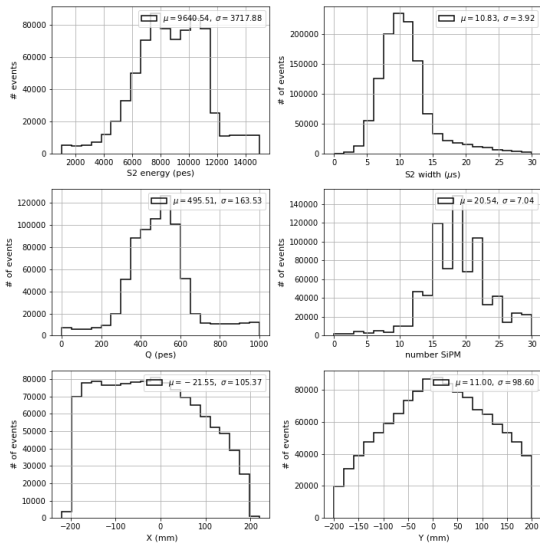 μ = 9640.54, σ = 3717.88
80000
60000
40000
20000
0
# events
2000 4000 6000 8000 10000 12000 14000
S2 energy (pes)
μ = 10.83, σ = 3.92
200000
150000
100000
50000
0
# of events
0 5 10 15 20 25 30
S2 width (μs)
μ = 495.51, σ = 163.53
120000
100000
80000
60000
40000
20000
0
# of events
0 200 400 600 800 1000
Q (pes)
μ = 20.54, σ = 7.04
140000
120000
100000
80000
60000
40000
20000
0
# of events
0 5 10 15 20 25 30
number SiPM
μ = −21.55, σ = 105.37
80000
70000
60000
50000
40000
30000
20000
10000
0
# of events
−200 −100 0 100 200
X (mm)
μ = 11.00, σ = 98.60
80000
60000
40000
20000
0
# of events
−200 −150 −100 −50 0 50 100 150 200
Y (mm)